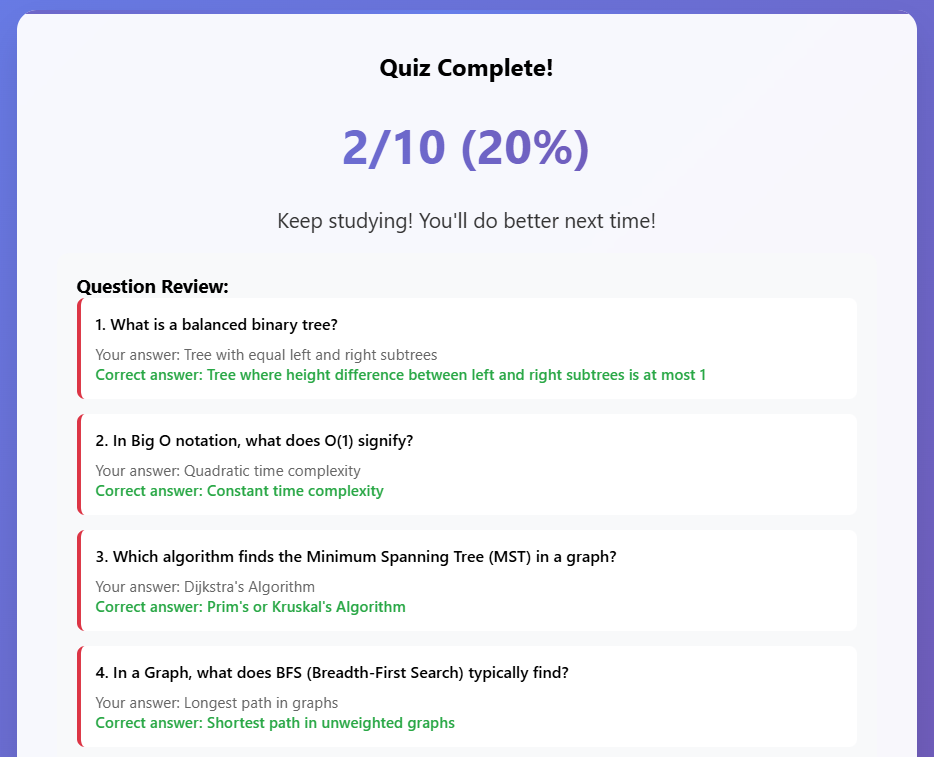 Quiz Complete!
2/10 (20%)
Keep studying! You'll do better next time!
Question Review:
1. What is a balanced binary tree?
Your answer: Tree with equal left and right subtrees
Correct answer: Tree where height difference between left and right subtrees is at most 1
2. In Big O notation, what does O(1) signify?
Your answer: Quadratic time complexity
Correct answer: Constant time complexity
3. Which algorithm finds the Minimum Spanning Tree (MST) in a graph?
Your answer: Dijkstra's Algorithm
Correct answer: Prim's or Kruskal's Algorithm
4. In a Graph, what does BFS (Breadth-First Search) typically find?
Your answer: Longest path in graphs
Correct answer: Shortest path in unweighted graphs